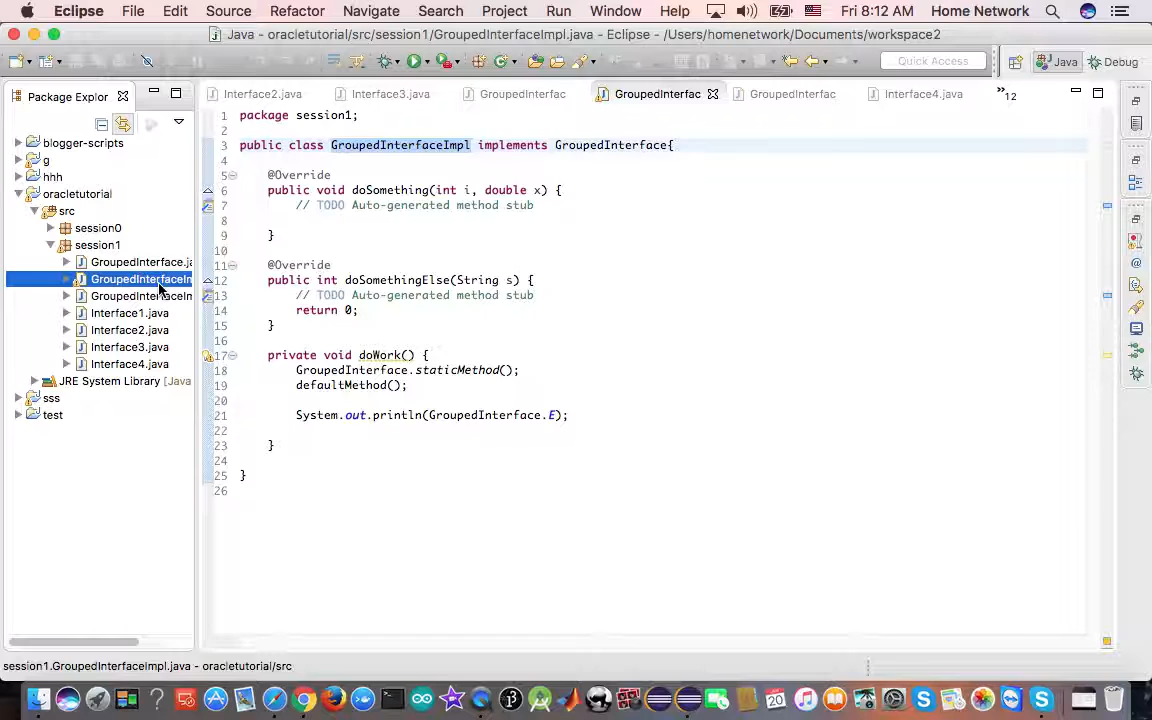 Eclipse File Edit Source Refactor Navigate Search Project Run Window Help Fri 8:12 AM Home Network
Java - oracletutorial/src/session1/GroupedInterfaceImpl.java - Eclipse - /Users/homenetwork/Documents/workspace2
Quick Access Java Debug
Package Explor
Interface2.java Interface3.java GroupedInterfac GroupedInterfac GroupedInterfac Interface4.java »12
blogger-scripts
g
hhh
oracletutorial
src
session0
session1
GroupedInterface.ja
GroupedInterfaceIm
GroupedInterfaceIm
Interface1.java
Interface2.java
Interface3.java
Interface4.java
JRE System Library [Java
sss
test
1 package session1;
2
3 public class GroupedInterfaceImpl implements GroupedInterface{
4
5 @Override
6 public void doSomething(int i, double x) {
7 // TODO Auto-generated method stub
8
9 }
10
11 @Override
12 public int doSomethingElse(String s) {
13 // TODO Auto-generated method stub
14 return 0;
15 }
16
17 private void doWork() {
18 GroupedInterface.staticMethod();
19 defaultMethod();
20
21 System.out.println(GroupedInterface.E);
22
23 }
24
25 }
26
session1.GroupedInterfaceImpl.java - oracletutorial/src